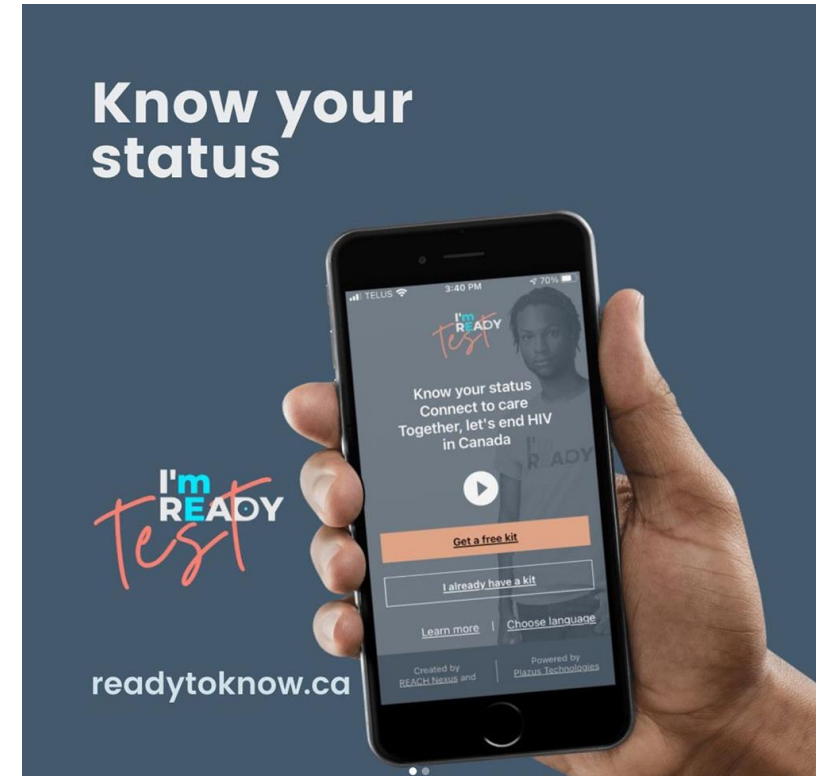 Know your
status
TELUS
3:40 PM
70%
I'm
READY
Test
Know your status
Connect to care
Together, let's end HIV
in Canada
R ADY
Get a free kit
I already have a kit
Learn more | Choose language
Created by
REACH Nexus and
Powered by
Plazus Technologies
I'm
READY
Test
readytoknow.ca